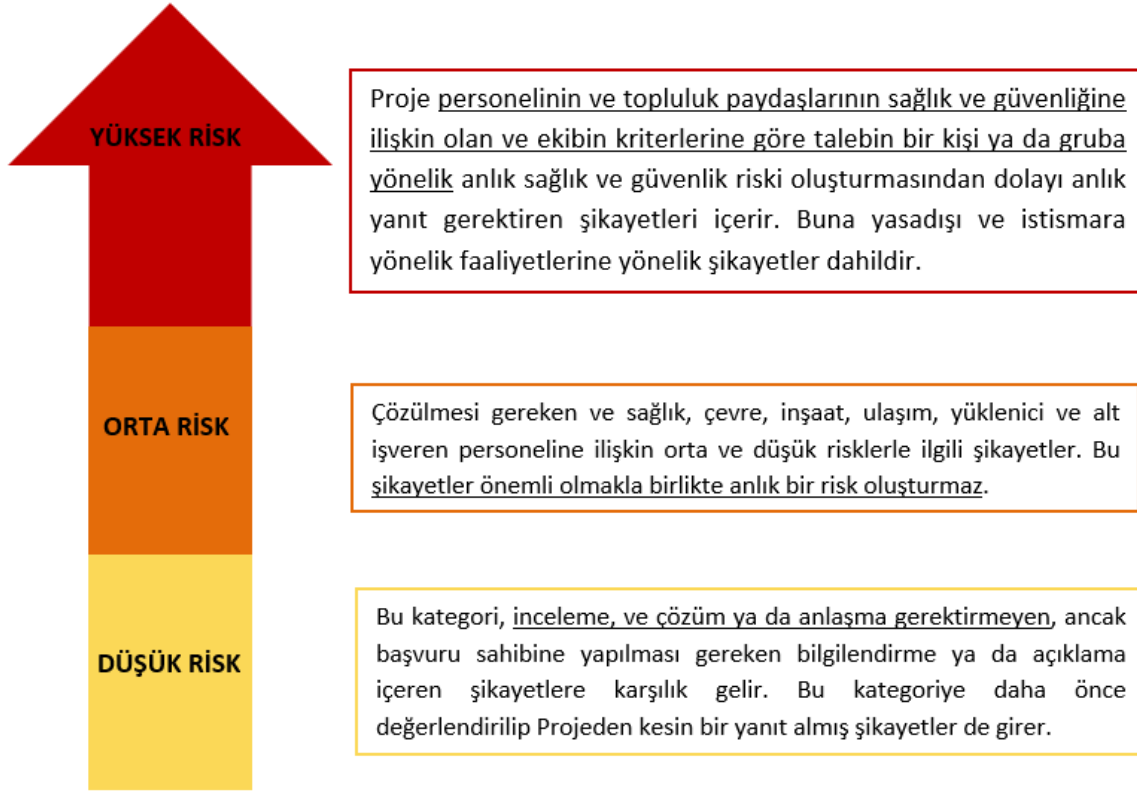 YÜKSEK RİSK
Proje personelinin ve topluluk paydaşlarının sağlık ve güvenliğine
ilişkin olan ve ekibin kriterlerine göre talebin bir kişi ya da gruba
yönelik anlık sağlık ve güvenlik riski oluşturmasından dolayı anlık
yanıt gerektiren şikayetleri içerir. Buna yasadışı ve istismara
yönelik faaliyetlerine yönelik şikayetler dahildir.
ORTA RİSK
Çözülmesi gereken ve sağlık, çevre, inşaat, ulaşım, yüklenici ve alt
işveren personeline ilişkin orta ve düşük risklerle ilgili şikayetler. Bu
şikayetler önemli olmakla birlikte anlık bir risk oluşturmaz.
DÜŞÜK RİSK
Bu kategori, inceleme, ve çözüm ya da anlaşma gerektirmeyen, ancak
başvuru sahibine yapılması gereken bilgilendirme ya da açıklama
içeren şikayetlere karşılık gelir. Bu kategoriye daha önce
değerlendirilip Projeden kesin bir yanıt almış şikayetler de girer.